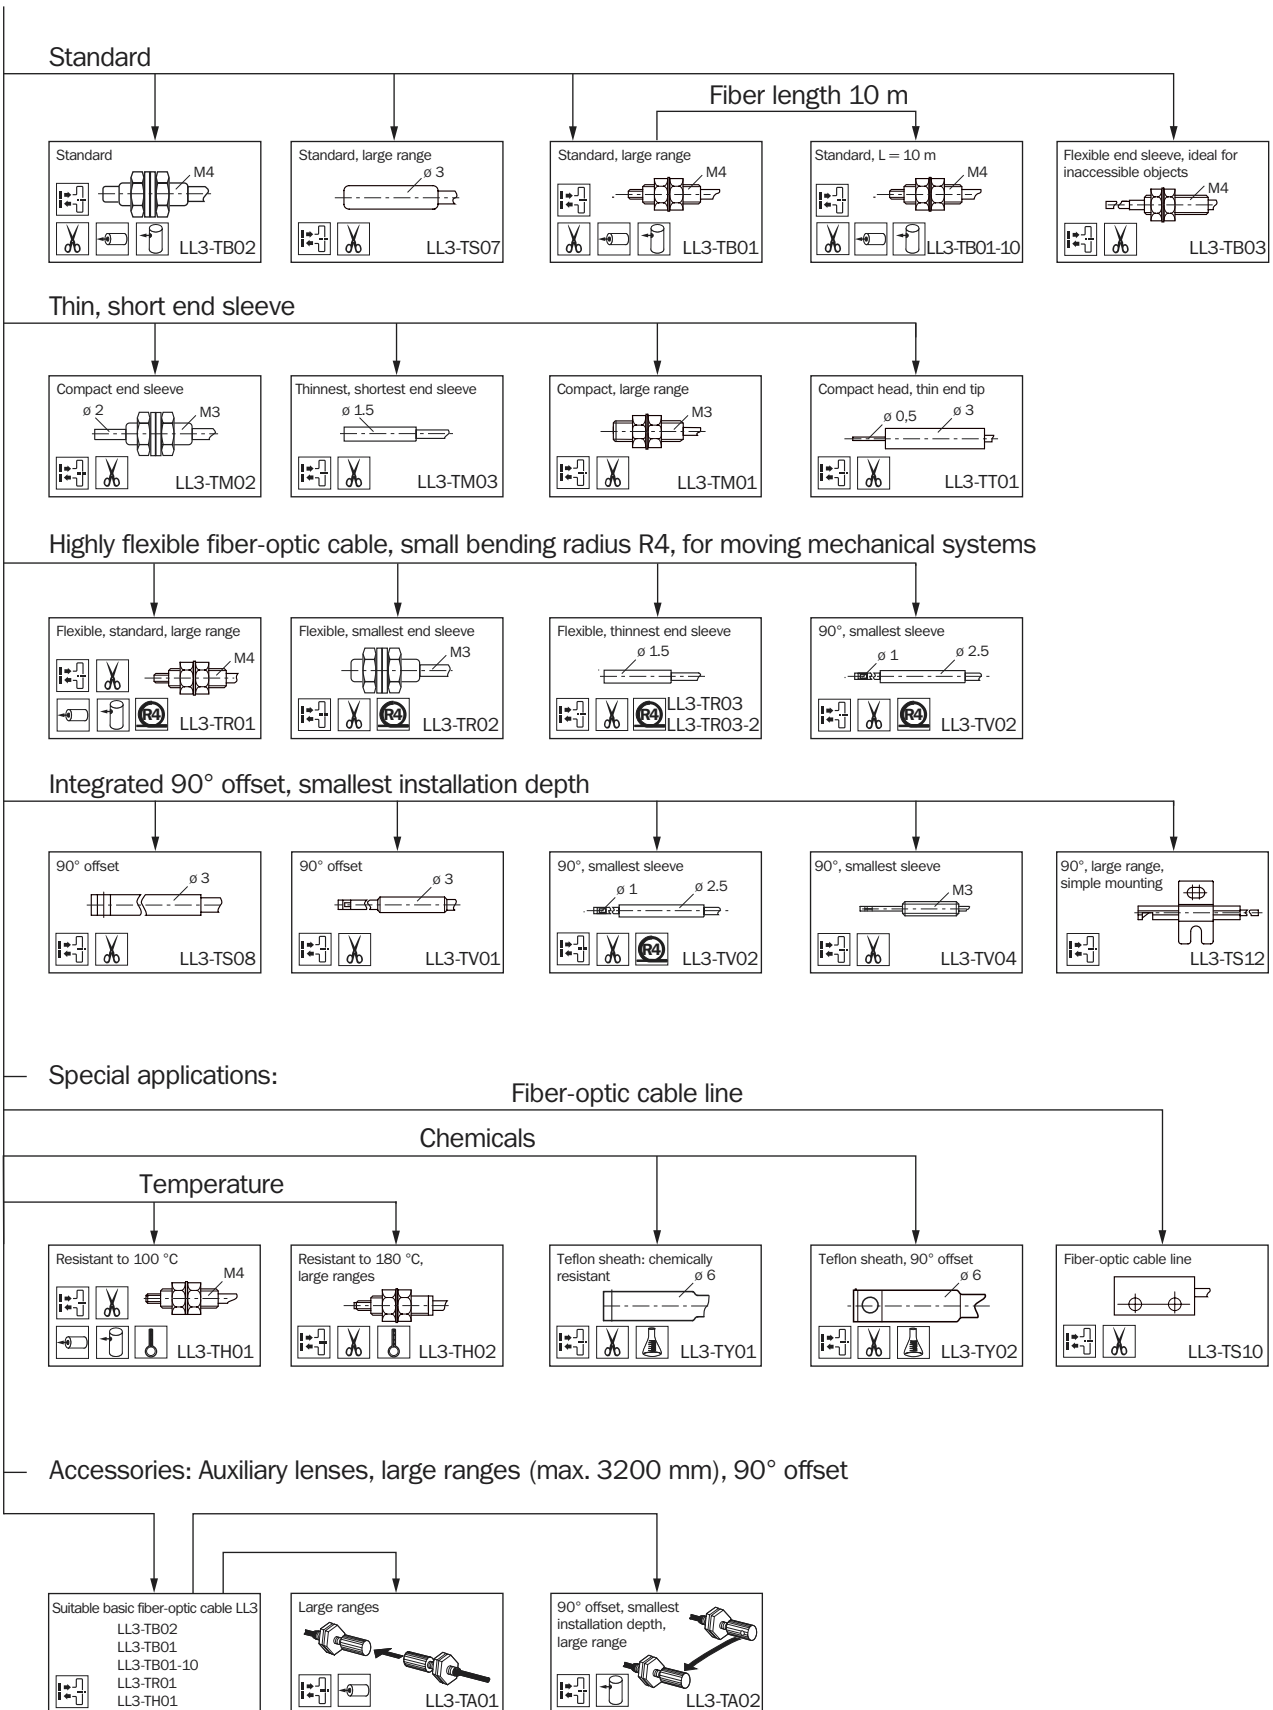 Standard
Fiber length 10 m
Standard
M4
LL3-TB02
Standard, large range
ø 3
LL3-TS07
Standard, large range
M4
LL3-TB01
Standard, L = 10 m
M4
LL3-TB01-10
Flexible end sleeve, ideal for
inaccessible objects
M4
LL3-TB03
Thin, short end sleeve
Compact end sleeve
ø 2
M3
LL3-TM02
Thinnest, shortest end sleeve
ø 1.5
LL3-TM03
Compact, large range
M3
LL3-TM01
Compact head, thin end tip
ø 0,5
ø 3
LL3-TT01
Highly flexible fiber-optic cable, small bending radius R4, for moving mechanical systems
Flexible, standard, large range
M4
R4
LL3-TR01
Flexible, smallest end sleeve
M3
R4
LL3-TR02
Flexible, thinnest end sleeve
ø 1.5
R4
LL3-TR03
LL3-TR03-2
90°, smallest sleeve
ø 1
ø 2.5
R4
LL3-TV02
Integrated 90° offset, smallest installation depth
90° offset
ø 3
LL3-TS08
90° offset
ø 3
LL3-TV01
90°, smallest sleeve
ø 1
ø 2.5
R4
LL3-TV02
90°, smallest sleeve
M3
LL3-TV04
90°, large range,
simple mounting
LL3-TS12
Special applications:
Fiber-optic cable line
Chemicals
Temperature
Resistant to 100 °C
M4
LL3-TH01
Resistant to 180 °C,
large ranges
LL3-TH02
Teflon sheath: chemically
resistant
ø 6
LL3-TY01
Teflon sheath, 90° offset
ø 6
LL3-TY02
Fiber-optic cable line
LL3-TS10
Accessories: Auxiliary lenses, large ranges (max. 3200 mm), 90° offset
Suitable basic fiber-optic cable LL3
LL3-TB02
LL3-TB01
LL3-TB01-10
LL3-TR01
LL3-TH01
Large ranges
LL3-TA01
90° offset, smallest
installation depth,
large range
LL3-TA02